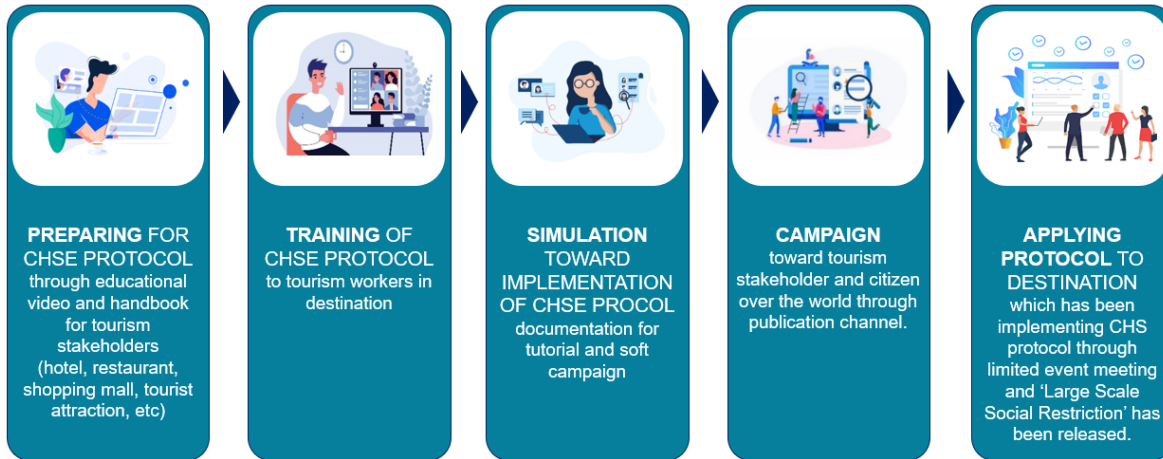 PREPARING FOR
CHSE PROTOCOL
through educational
video and handbook
for tourism
stakeholders
(hotel, restaurant,
shopping mall, tourist
attraction, etc)
TRAINING OF
CHSE PROTOCOL
to tourism workers in
destination
SIMULATION
TOWARD
IMPLEMENTATION
OF CHSE PROCOL
documentation for
tutorial and soft
campaign
CAMPAIGN
toward tourism
stakeholder and citizen
over the world through
publication channel.
APPLYING
PROTOCOL TO
DESTINATION
which has been
implementing CHS
protocol through
limited event meeting
and ‘Large Scale
Social Restriction’ has
been released.